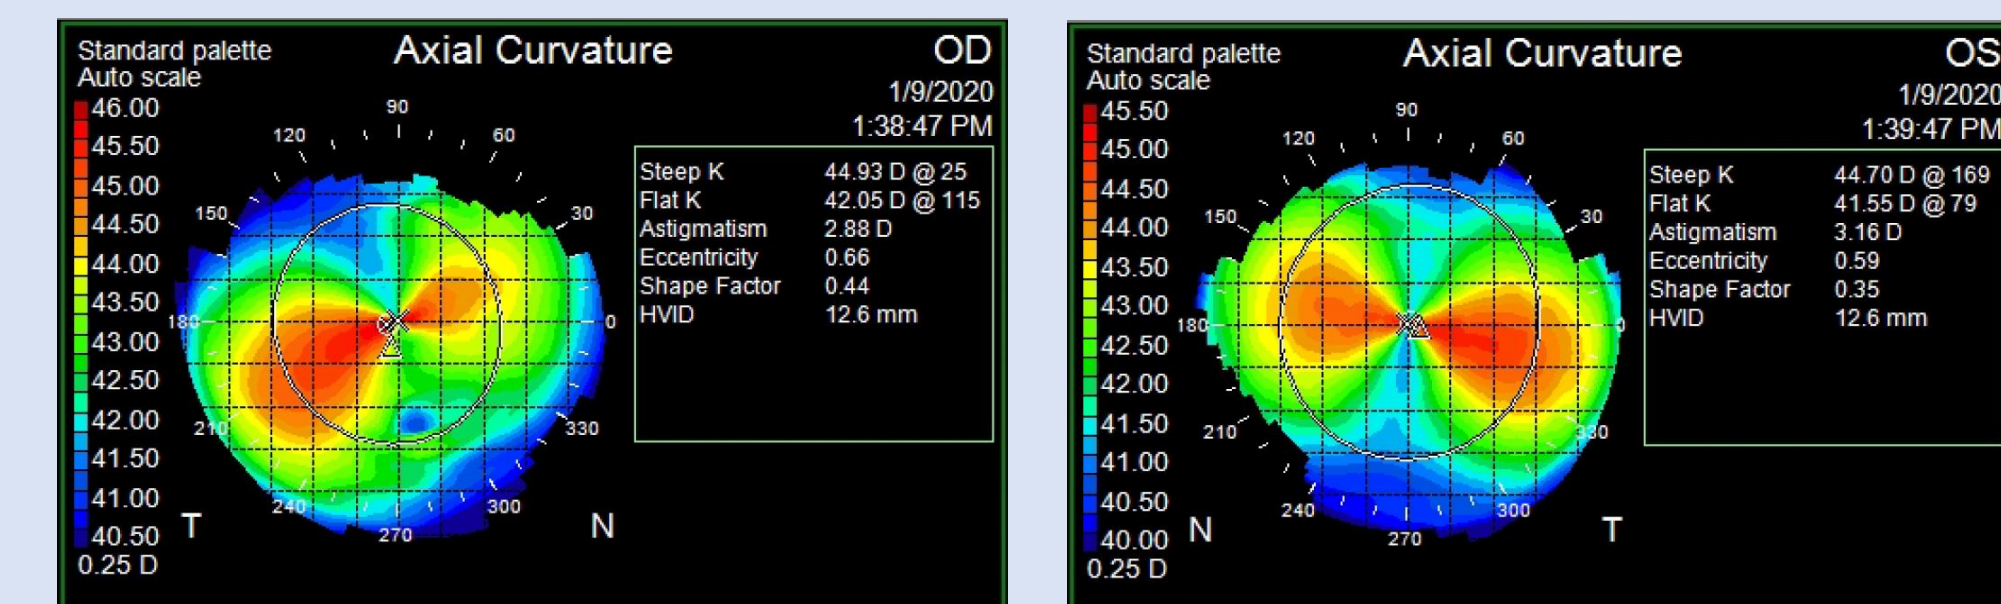 Standard palette
Auto scale
Axial Curvature
OD
1/9/2020
1:38:47 PM
46.00
45.50
45.00
44.50
44.00
43.50
43.00
42.50
42.00
41.50
41.00
40.50
0.25 D
90
120
60
150
30
180
0
210
330
240
300
270
T
N
Steep K 44.93 D @ 25
Flat K 42.05 D @ 115
Astigmatism 2.88 D
Eccentricity 0.66
Shape Factor 0.44
HVID 12.6 mm
Standard palette
Auto scale
Axial Curvature
OS
1/9/2020
1:39:47 PM
45.50
45.00
44.50
44.00
43.50
43.00
42.50
42.00
41.50
41.00
40.50
40.00
0.25 D
90
120
60
150
30
180
0
210
330
240
300
270
N
T
Steep K 44.70 D @ 169
Flat K 41.55 D @ 79
Astigmatism 3.16 D
Eccentricity 0.59
Shape Factor 0.35
HVID 12.6 mm